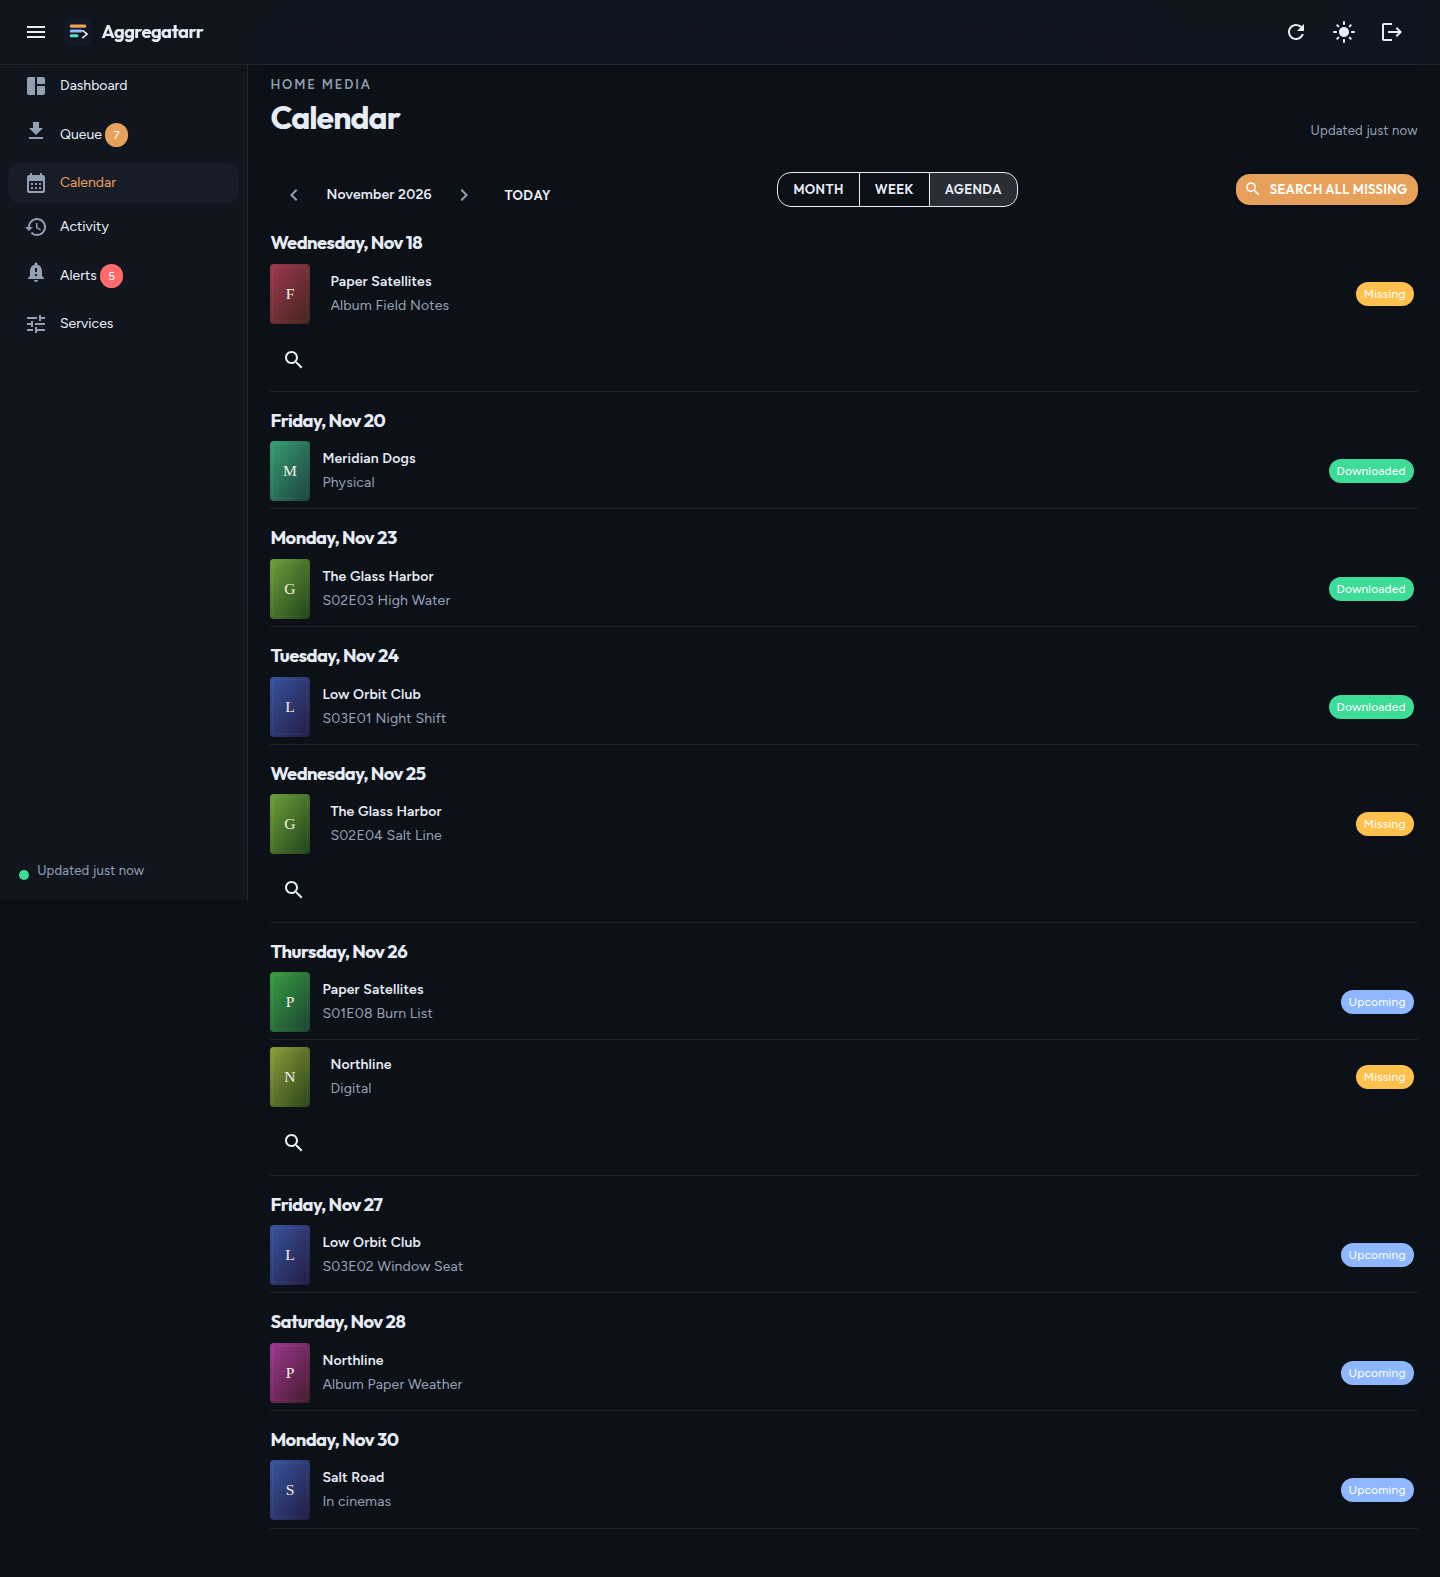 Aggregatarr
Dashboard
Queue 7
Calendar
Activity
Alerts 5
Services
Updated just now
HOME MEDIA
Calendar
Updated just now
November 2026
TODAY
MONTH WEEK AGENDA
SEARCH ALL MISSING
Wednesday, Nov 18
F
Paper Satellites
Album Field Notes
Missing
Friday, Nov 20
M
Meridian Dogs
Physical
Downloaded
Monday, Nov 23
G
The Glass Harbor
S02E03 High Water
Downloaded
Tuesday, Nov 24
L
Low Orbit Club
S03E01 Night Shift
Downloaded
Wednesday, Nov 25
G
The Glass Harbor
S02E04 Salt Line
Missing
Thursday, Nov 26
P
Paper Satellites
S01E08 Burn List
Upcoming
N
Northline
Digital
Missing
Friday, Nov 27
L
Low Orbit Club
S03E02 Window Seat
Upcoming
Saturday, Nov 28
P
Northline
Album Paper Weather
Upcoming
Monday, Nov 30
S
Salt Road
In cinemas
Upcoming